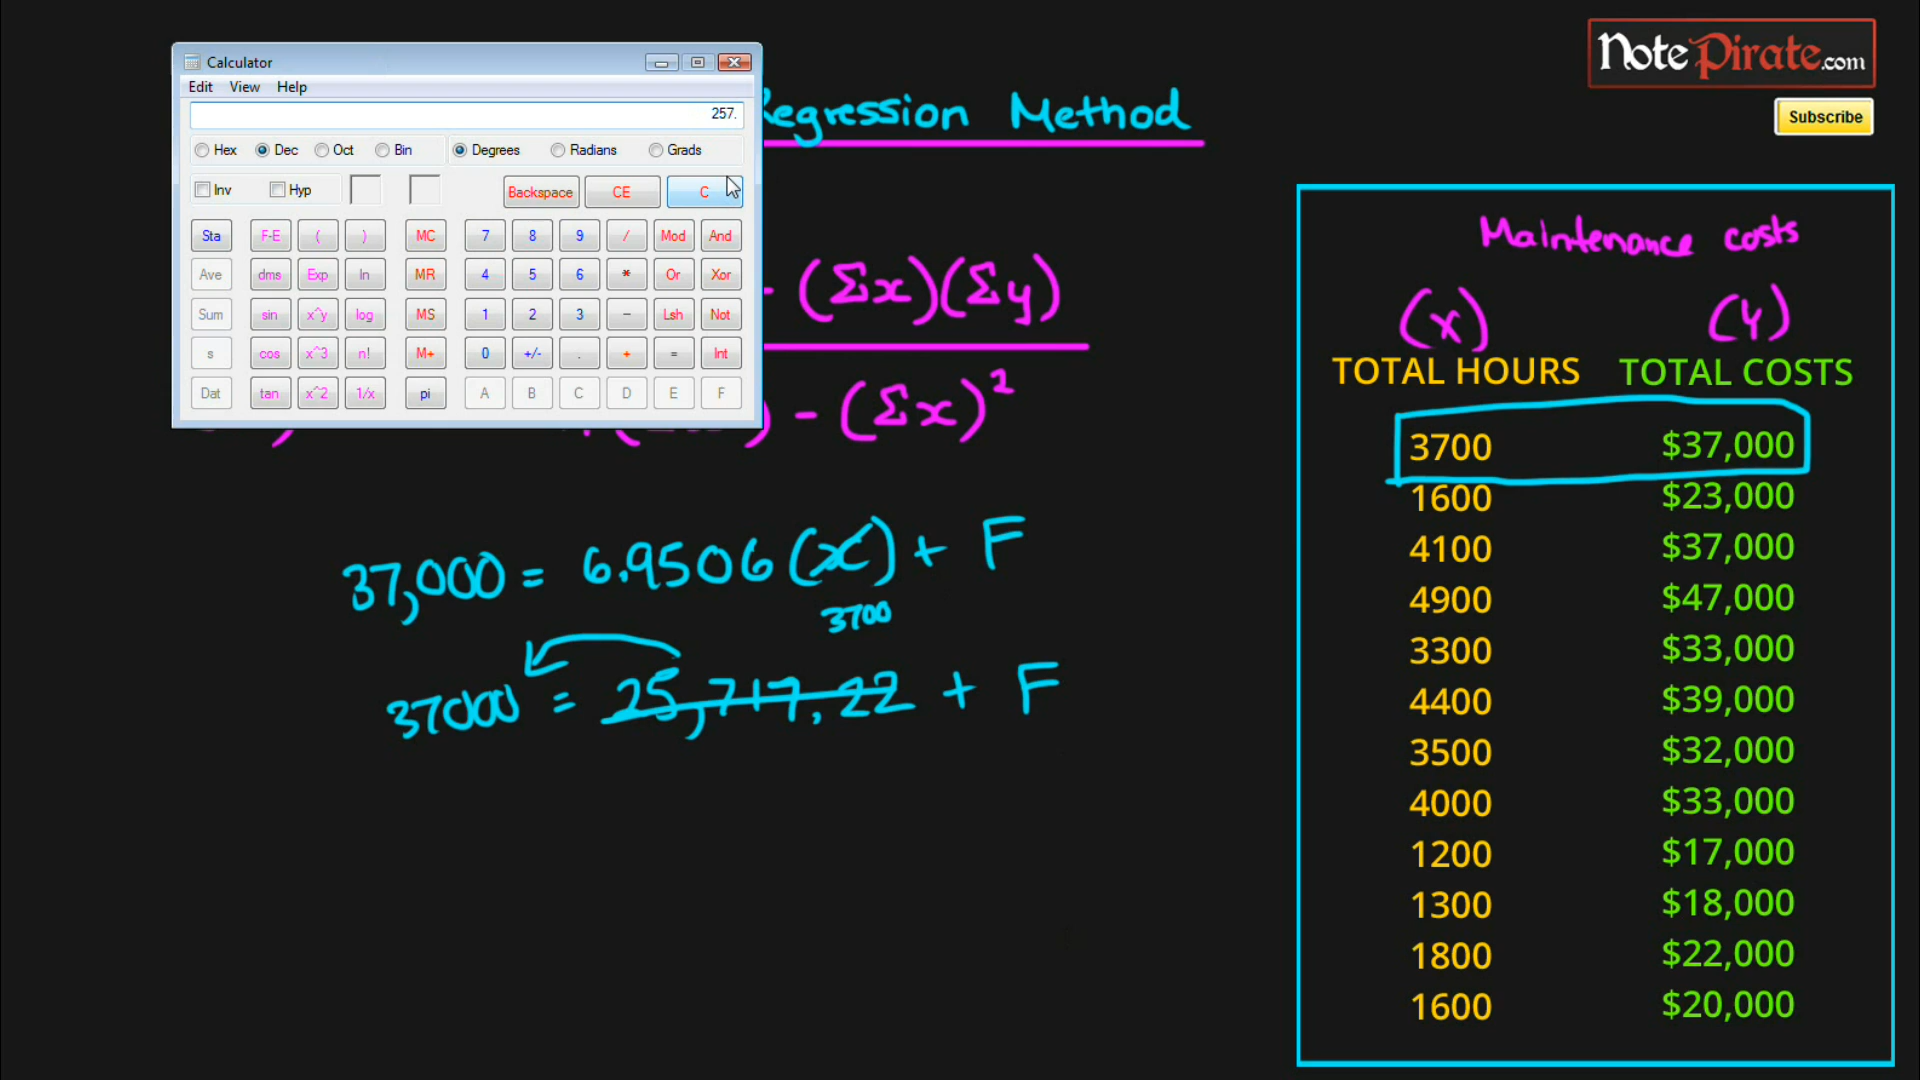 NotePirate.com
Subscribe
Calculator
Edit View Help
257.
Hex Dec Oct Bin Degrees Radians Grads
Inv Hyp Backspace CE C
Sta F-E ( ) MC 7 8 9 / Mod And
Ave dms Exp ln MR 4 5 6 * Or Xor
Sum sin x^y log MS 1 2 3 - Lsh Not
s cos x^3 n! M+ 0 +/- . + = Int
Dat tan x^2 1/x pi A B C D E F
Regression Method
- (Σx)(Σy)
) - (Σx)²
37,000 = 6.9506 (x) + F
3700
37000 = 25,717.22 + F
Maintenance costs
(x) (y)
TOTAL HOURS TOTAL COSTS
3700 $37,000
1600 $23,000
4100 $37,000
4900 $47,000
3300 $33,000
4400 $39,000
3500 $32,000
4000 $33,000
1200 $17,000
1300 $18,000
1800 $22,000
1600 $20,000